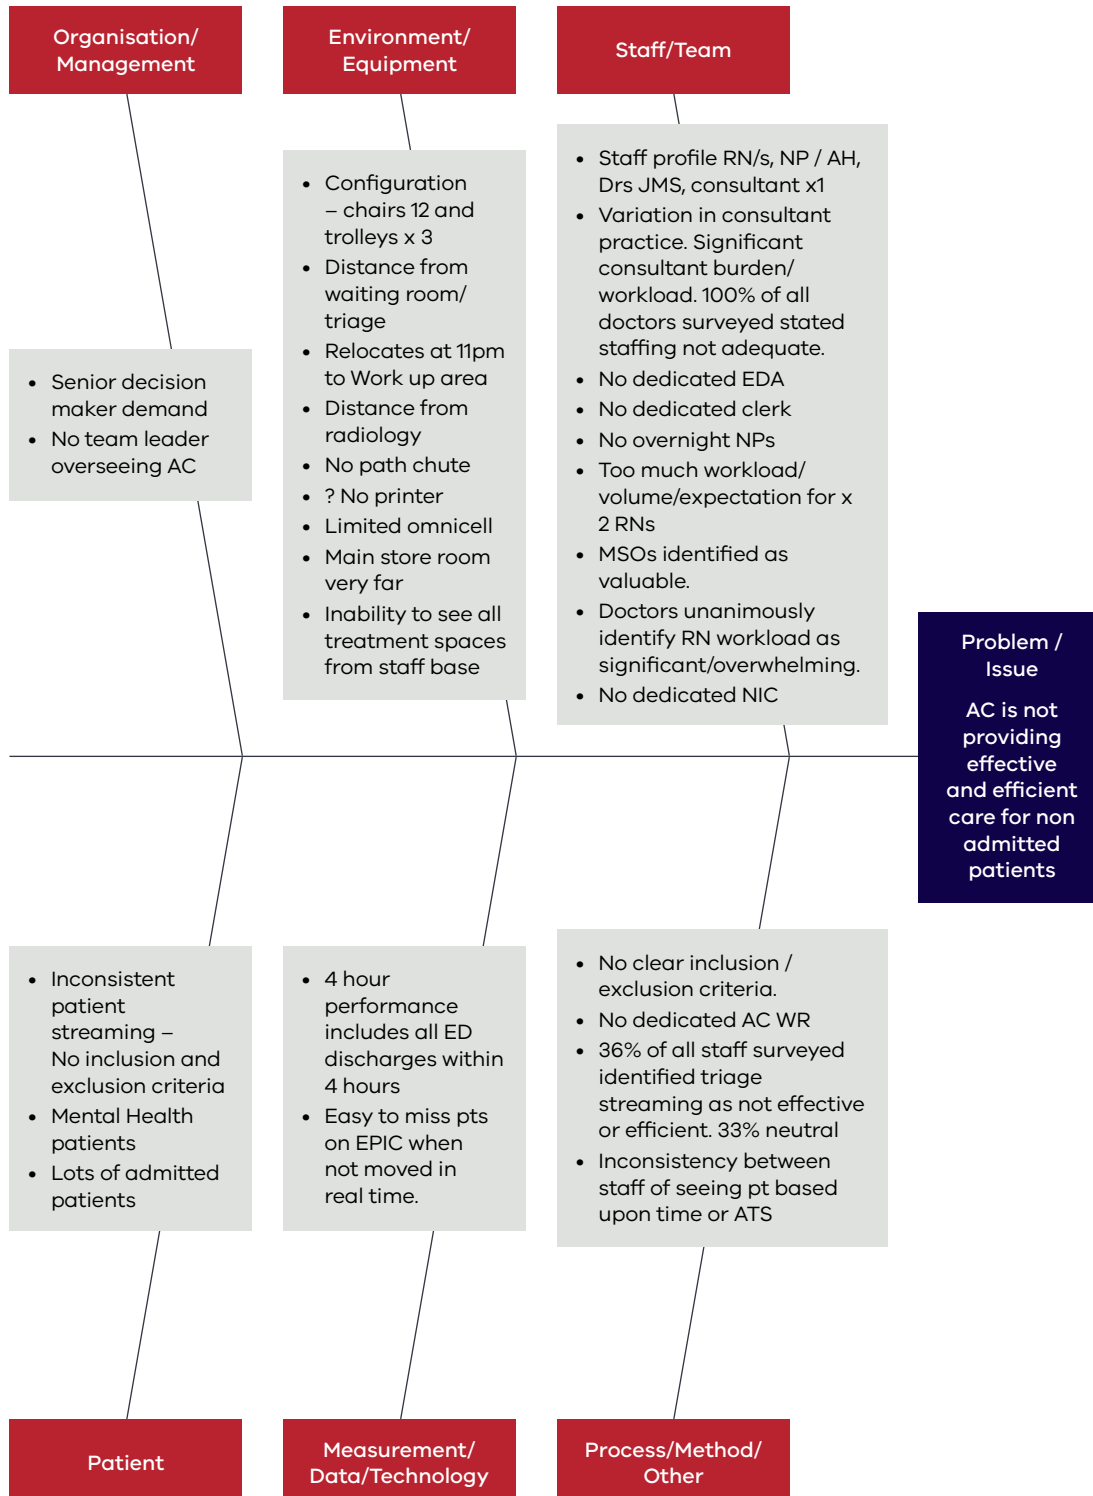 Organisation/
Management
Environment/
Equipment
Staff/Team
• Senior decision
maker demand
• No team leader
overseeing AC
• Configuration
– chairs 12 and
trolleys x 3
• Distance from
waiting room/
triage
• Relocates at 11pm
to Work up area
• Distance from
radiology
• No path chute
• ? No printer
• Limited omnicell
• Main store room
very far
• Inability to see all
treatment spaces
from staff base
• Staff profile RN/s, NP / AH,
Drs JMS, consultant x1
• Variation in consultant
practice. Significant
consultant burden/
workload. 100% of all
doctors surveyed stated
staffing not adequate.
• No dedicated EDA
• No dedicated clerk
• No overnight NPs
• Too much workload/
volume/expectation for x
2 RNs
• MSOs identified as
valuable.
• Doctors unanimously
identify RN workload as
significant/overwhelming.
• No dedicated NIC
Problem /
Issue
AC is not
providing
effective
and efficient
care for non
admitted
patients
• Inconsistent
patient
streaming –
No inclusion and
exclusion criteria
• Mental Health
patients
• Lots of admitted
patients
• 4 hour
performance
includes all ED
discharges within
4 hours
• Easy to miss pts
on EPIC when
not moved in
real time.
• No clear inclusion /
exclusion criteria.
• No dedicated AC WR
• 36% of all staff surveyed
identified triage
streaming as not effective
or efficient. 33% neutral
• Inconsistency between
staff of seeing pt based
upon time or ATS
Patient
Measurement/
Data/Technology
Process/Method/
Other